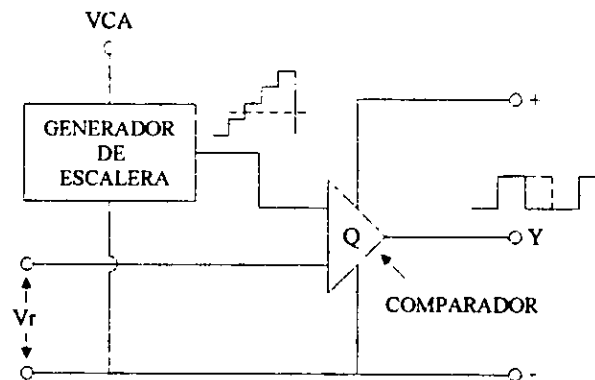 VCA
GENERADOR
DE
ESCALERA
+
Q
Y
Vr
COMPARADOR
-